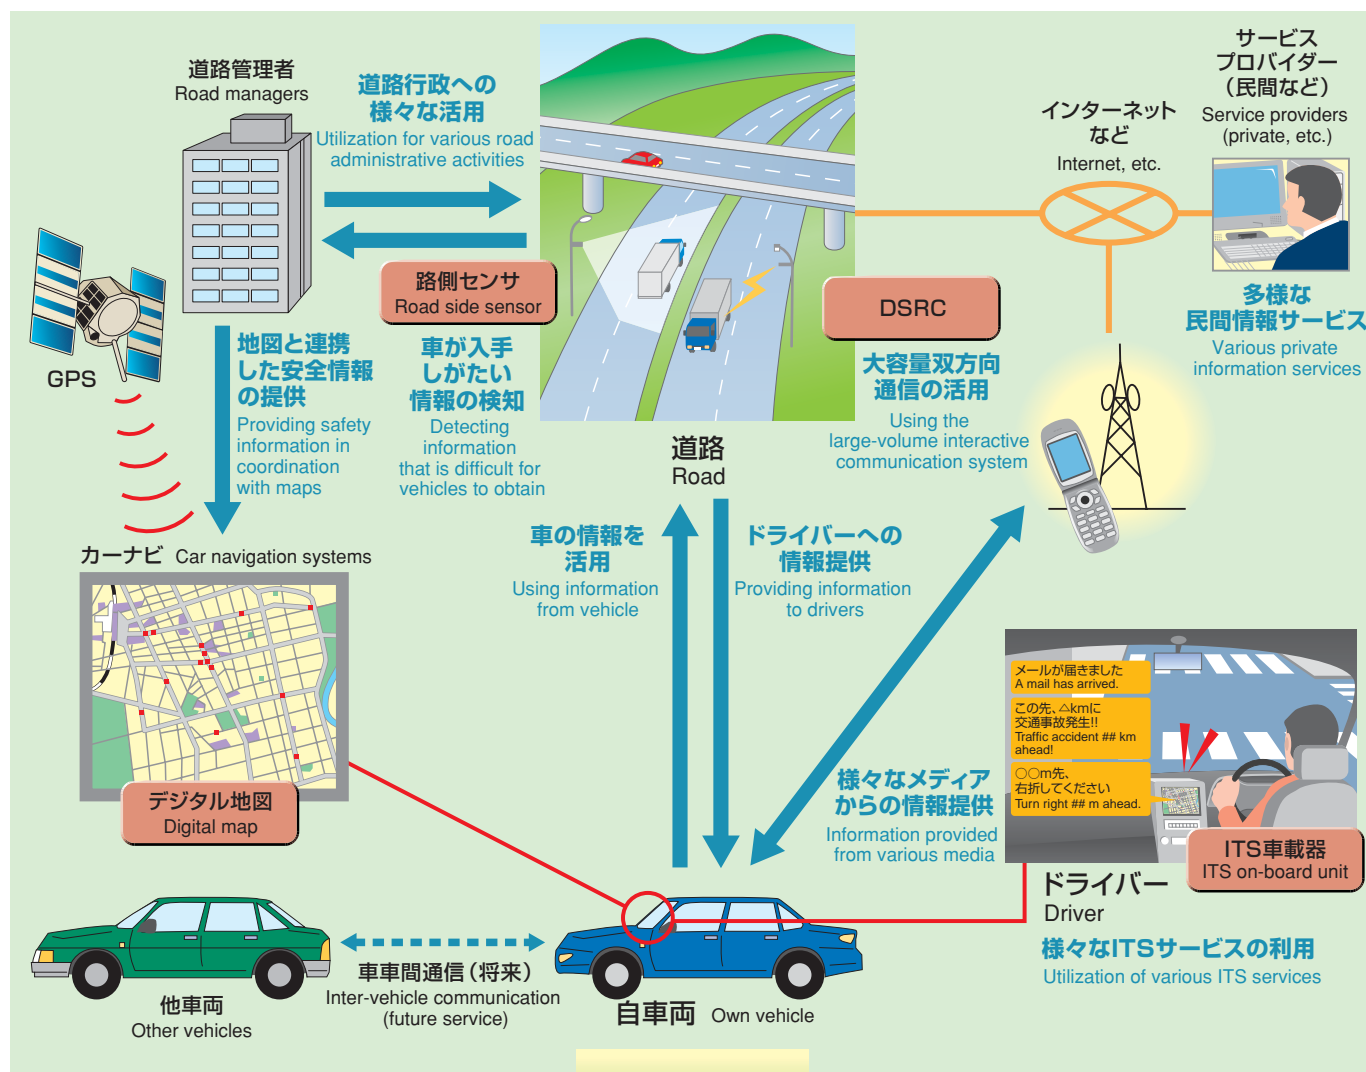 道路管理者
Road managers
道路行政への
様々な活用
Utilization for various road
administrative activities
インターネット
など
Internet, etc.
サービス
プロバイダー
（民間など）
Service providers
(private, etc.)
多様な
民間情報サービス
Various private
information services
GPS
路側センサ
Road side sensor
DSRC
地図と連携
した安全情報
の提供
Providing safety
information in
coordination
with maps
車が入手
しがたい
情報の検知
Detecting
information
that is difficult for
vehicles to obtain
道路
Road
大容量双方向
通信の活用
Using the
large-volume interactive
communication system
カーナビ Car navigation systems
車の情報を
活用
Using information
from vehicle
ドライバーへの
情報提供
Providing information
to drivers
デジタル地図
Digital map
様々なメディア
からの情報提供
Information provided
from various media
メールが届きました
A mail has arrived.
この先、△kmに
交通事故発生!!
Traffic accident ## km
ahead!
○○m先、
右折してください
Turn right ## m ahead.
ITS車載器
ITS on-board unit
ドライバー
Driver
様々なITSサービスの利用
Utilization of various ITS services
他車両
Other vehicles
車車間通信（将来）
Inter-vehicle communication
(future service)
自車両 Own vehicle